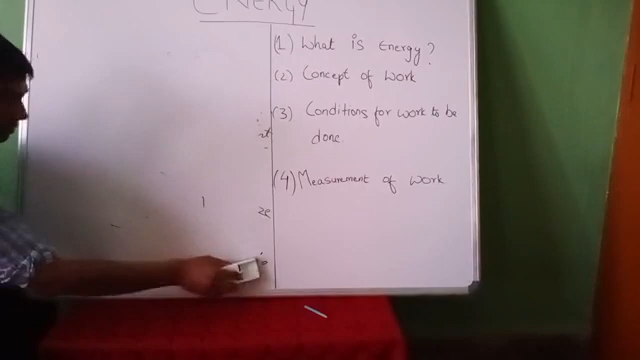 ENERGY
(1) What is Energy?
(2) Concept of Work
(3) Conditions for work to be
done
(4) Measurement of work